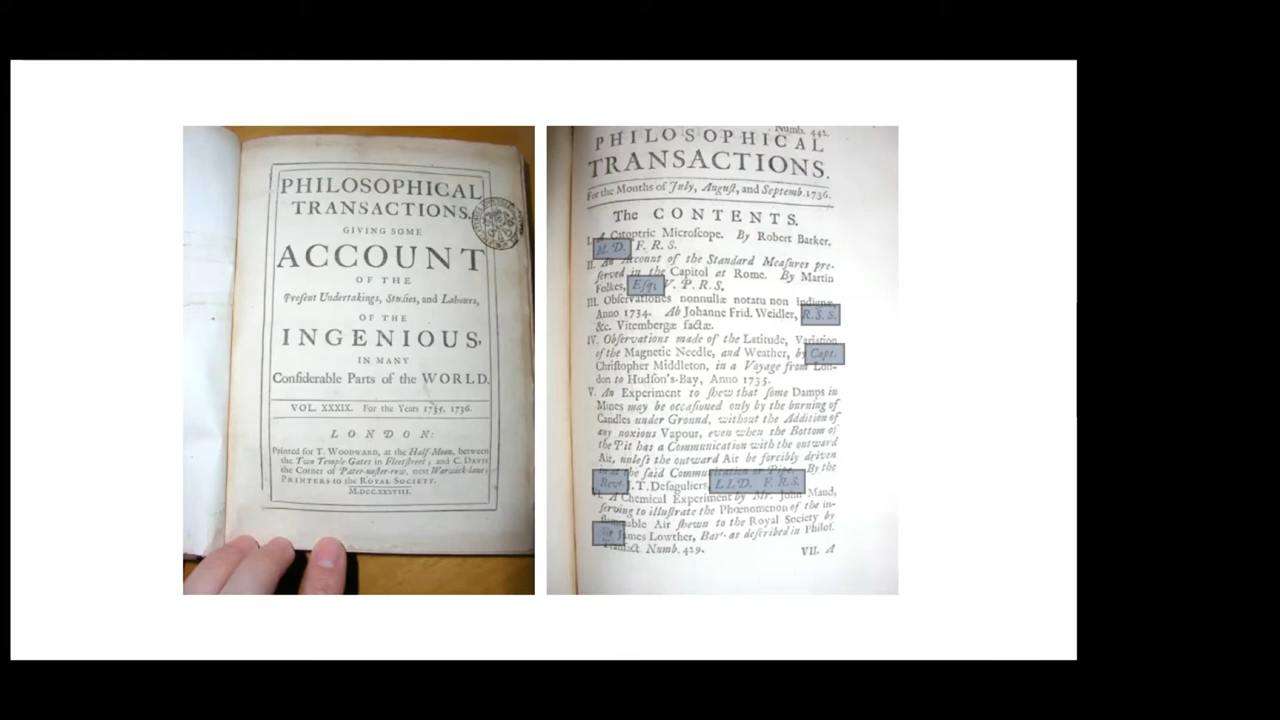 PHILOSOPHICAL
TRANSACTIONS.
GIVING SOME
ACCOUNT
OF THE
Preſent Undertakings, Studies, and Labours,
OF THE
INGENIOUS,
IN MANY
Conſiderable Parts of the WORLD.
VOL. XXXIX. For the Years 1735, 1736.
LONDON:
Printed for T. WOODWARD, at the Half-Moon, between
the Two Temple-Gates in Fleetſtreet; and C. DAVIS
the Corner of Pater-noſter-row, next Warwick-lane;
PRINTERS to the ROYAL SOCIETY.
M.DCC.XXXVIII.
Numb. 442.
PHILOSOPHICAL
TRANSACTIONS.
For the Months of July, Auguſt, and Septemb. 1736.
The CONTENTS.
I. A Catoptric Microſcope. By Robert Barker,
M.D. F. R. S.
II. An Account of the Standard Meaſures pre-
ſerved in the Capitol at Rome. By Martin
Folkes, Eſq; V. P. R. S.
III. Obſervationes nonnullæ notatu non indignæ,
Anno 1734. Ab Johanne Frid. Weidler, R.S.S.
&c. Vitembergæ factæ.
IV. Obſervations made of the Latitude, Variation
of the Magnetic Needle, and Weather, by Capt.
Chriſtopher Middleton, in a Voyage from Lon-
don to Hudſon's-Bay, Anno 1735.
V. An Experiment to ſhew that ſome Damps in
Mines may be occaſioned only by the burning of
Candles under Ground, without the Addition of
any noxious Vapour, even when the Bottom of
the Pit has a Communication with the outward
Air, unleſs the outward Air be forcibly driven
in at the ſaid Communication or Pipe. By the
Rev. J. T. Deſaguliers, LL.D. F.R.S.
VI. A Chemical Experiment by Mr. John Maud,
ſerving to illuſtrate the Phœnomenon of the in-
flammable Air ſhewn to the Royal Society by
Sir James Lowther, Bar. as deſcribed in Philoſ.
Tranſact. Numb. 429.
VII. A